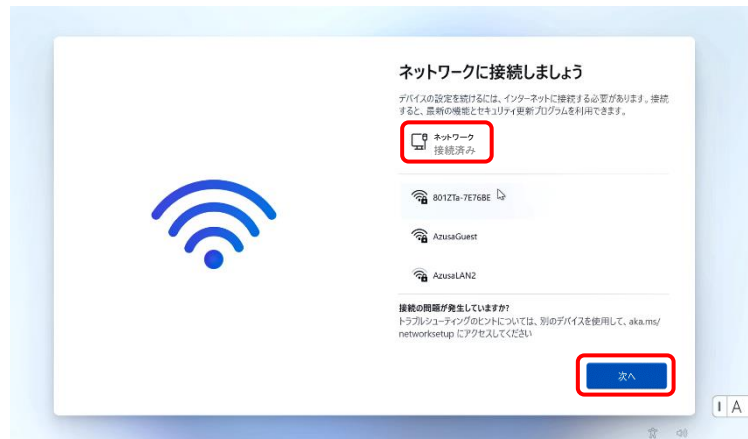 ネットワークに接続しましょう
デバイスの設定を続けるには、インターネットに接続する必要があります。接続
すると、最新の機能とセキュリティ更新プログラムを利用できます。
ネットワーク
接続済み
801ZTa-7E76BE
AzusaGuest
AzusaLAN2
接続の問題が発生していますか?
トラブルシューティングのヒントについては、別のデバイスを使用して、aka.ms/
networksetup にアクセスしてください
次へ
A